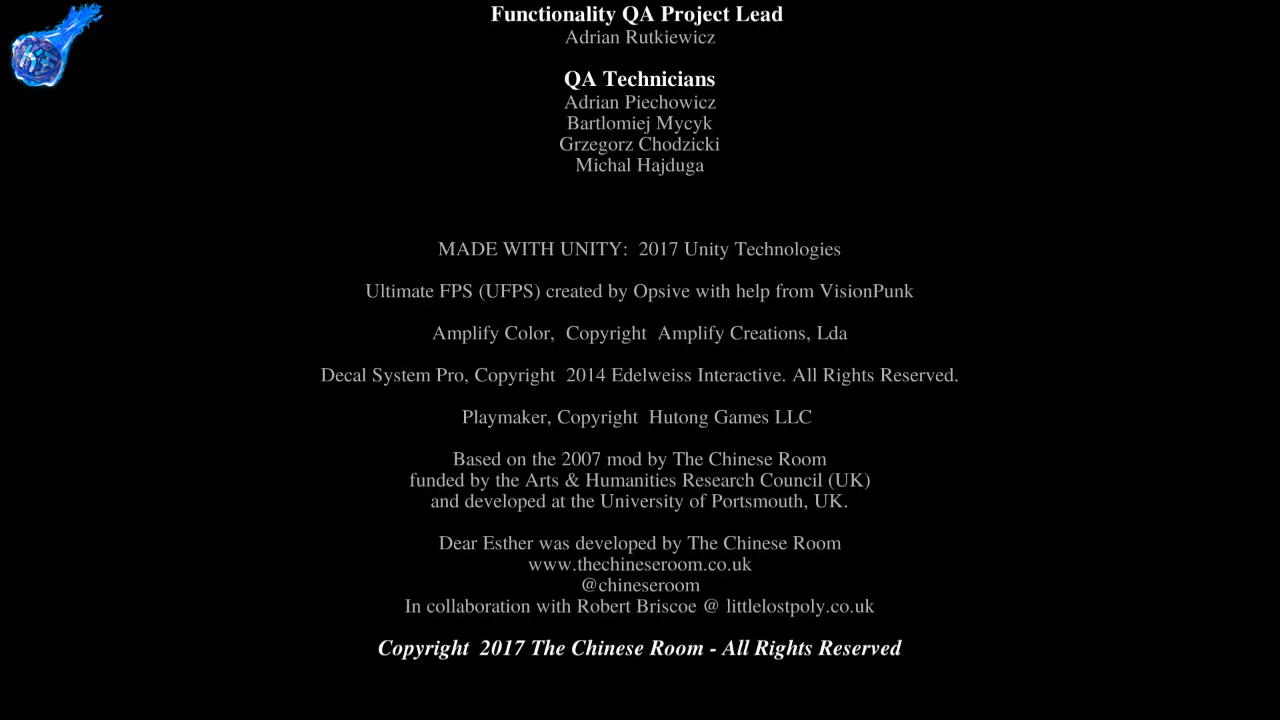 Functionality QA Project Lead
Adrian Rutkiewicz
QA Technicians
Adrian Piechowicz
Bartlomiej Mycyk
Grzegorz Chodzicki
Michal Hajduga
MADE WITH UNITY:  2017 Unity Technologies
Ultimate FPS (UFPS) created by Opsive with help from VisionPunk
Amplify Color,  Copyright  Amplify Creations, Lda
Decal System Pro, Copyright  2014 Edelweiss Interactive. All Rights Reserved.
Playmaker, Copyright  Hutong Games LLC
Based on the 2007 mod by The Chinese Room
funded by the Arts & Humanities Research Council (UK)
and developed at the University of Portsmouth, UK.
Dear Esther was developed by The Chinese Room
www.thechineseroom.co.uk
@chineseroom
In collaboration with Robert Briscoe @ littlelostpoly.co.uk
Copyright  2017 The Chinese Room - All Rights Reserved